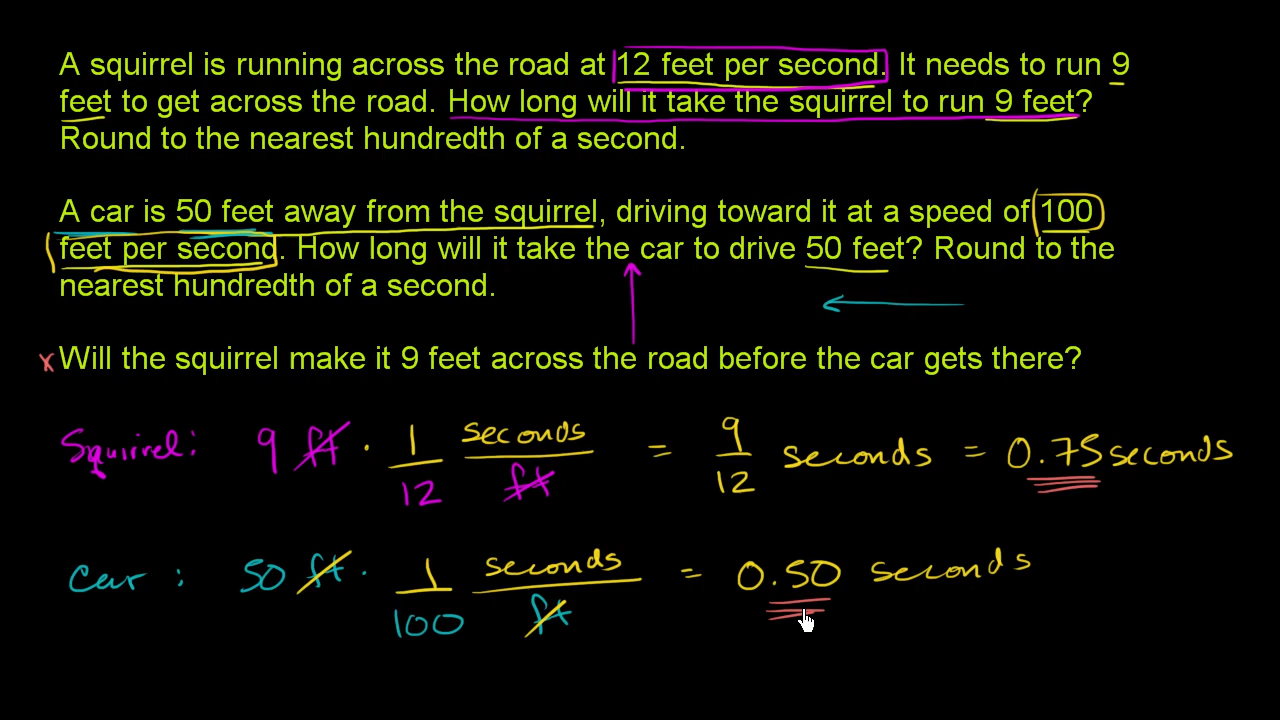 A squirrel is running across the road at 12 feet per second. It needs to run 9
feet to get across the road. How long will it take the squirrel to run 9 feet?
Round to the nearest hundredth of a second.
A car is 50 feet away from the squirrel, driving toward it at a speed of 100
feet per second. How long will it take the car to drive 50 feet? Round to the
nearest hundredth of a second.
x Will the squirrel make it 9 feet across the road before the car gets there?
Squirrel: 9 ft · 1/12 seconds/ft = 9/12 seconds = 0.75 seconds
Car: 50 ft · 1/100 seconds/ft = 0.50 seconds